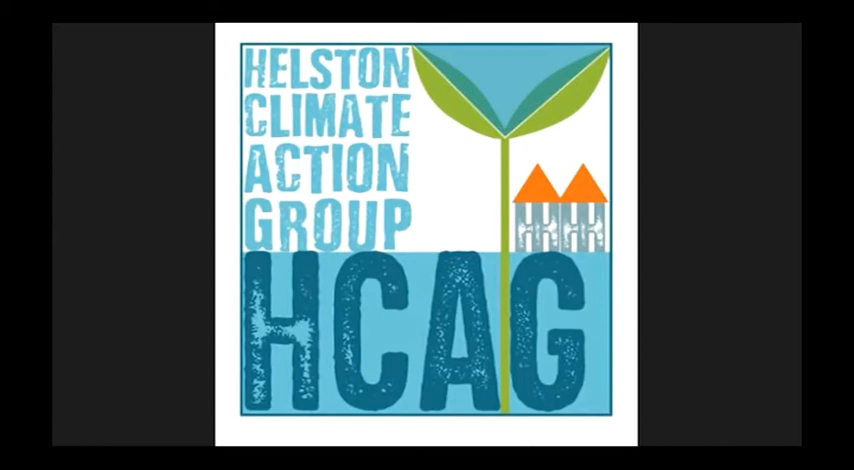 HELSTON
CLIMATE
ACTION
GROUP
HCAG